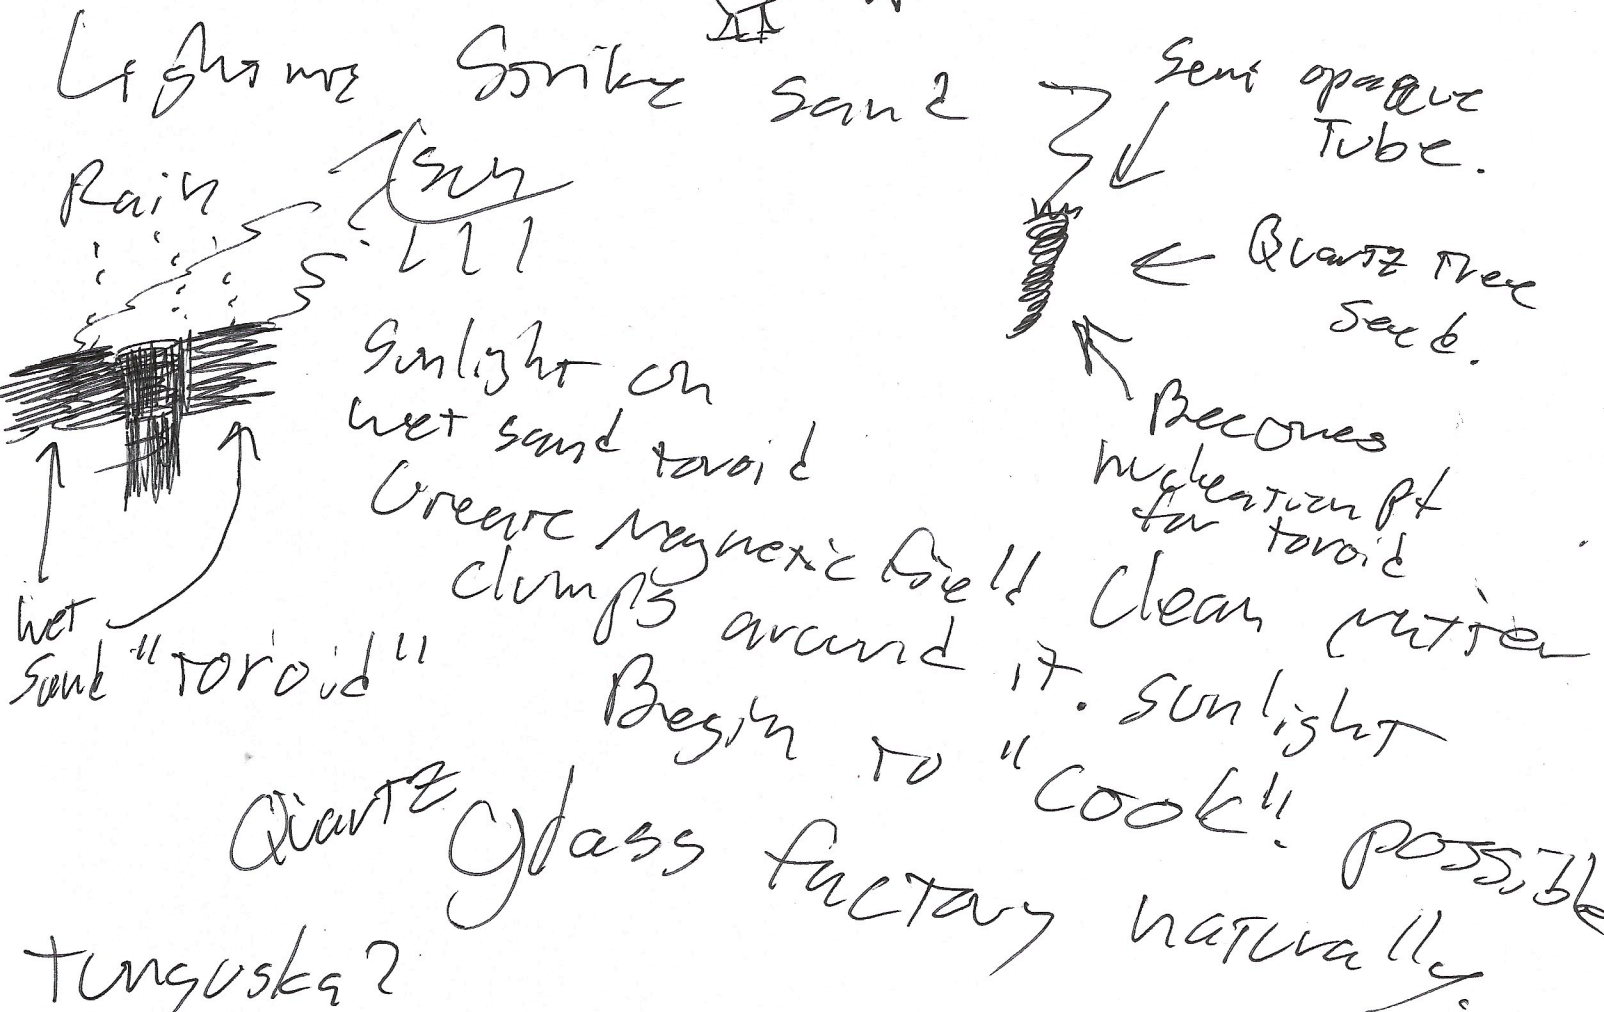 Lightning Strike sand
Semi opaque
Tube.
Rain
Sun
Quartz Tree
Seed.
Sunlight on
wet sand toroid
Create Magnetic field
clumps around it.
Becomes
nucleation pt
for toroid
Clean
Sunlight
Begin to "Cook". possible
wet
Sand "toroid"
Quartz glass factory naturally.
Tunguska?